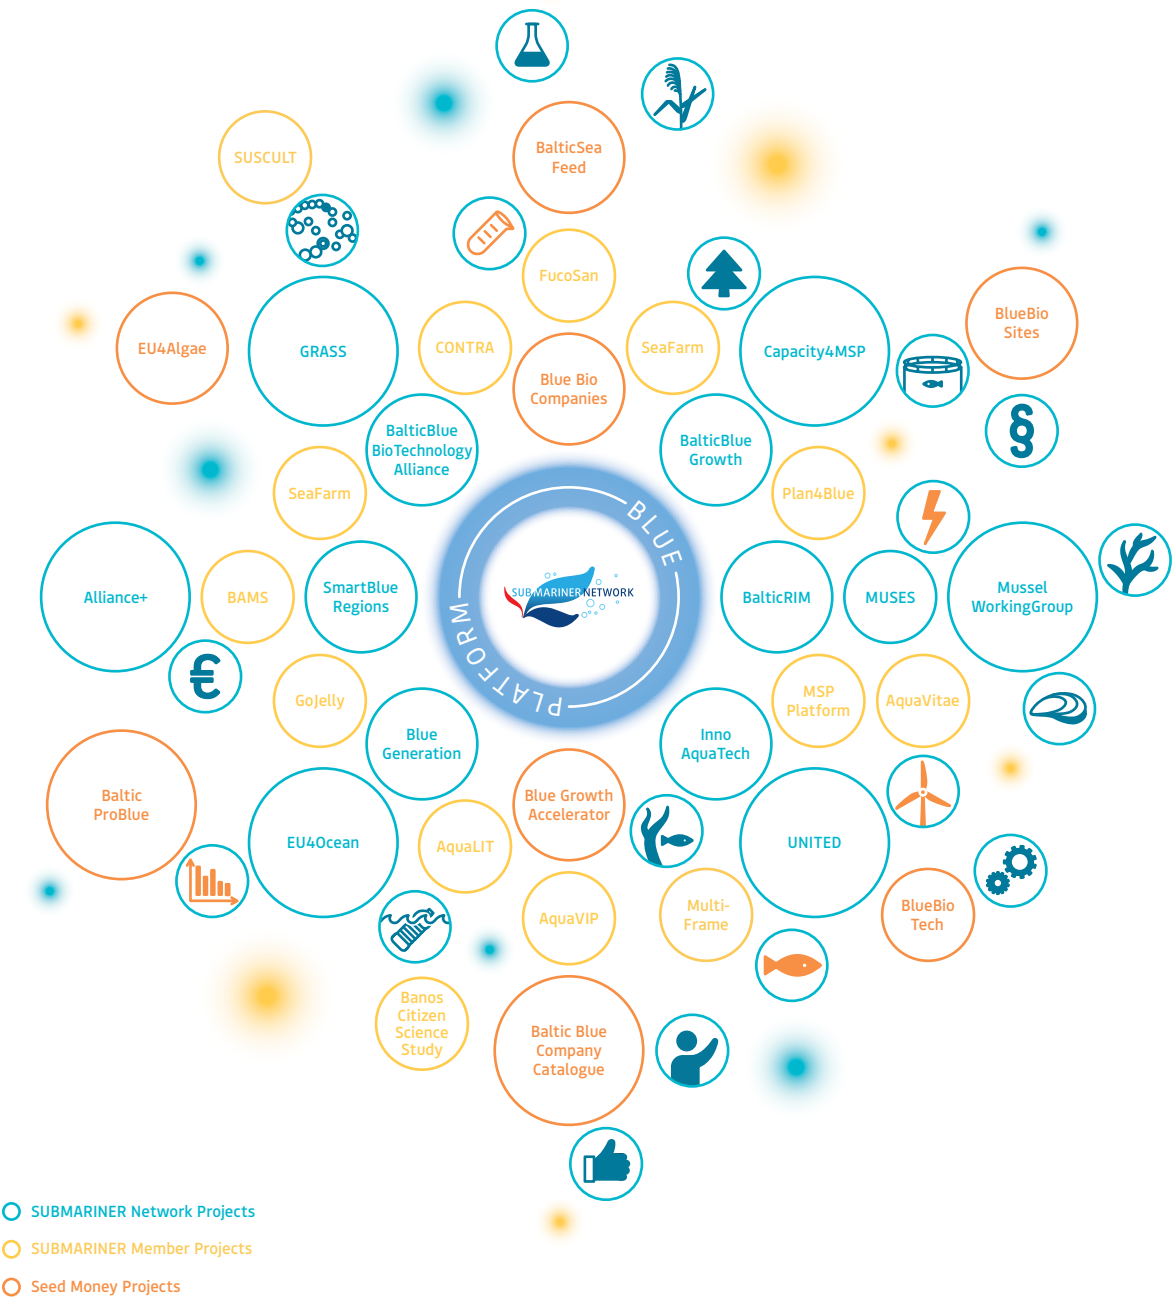 BalticSea
Feed
SUSCULT
FucoSan
BlueBio
Sites
EU4Algae
GRASS
CONTRA
Blue Bio
Companies
SeaFarm
Capacity4MSP
BalticBlue
BioTechnology
Alliance
BalticBlue
Growth
SeaFarm
Plan4Blue
BLUE
PLATFORM
SUBMARINER NETWORK
Alliance+
BAMS
SmartBlue
Regions
BalticRIM
MUSES
Mussel
WorkingGroup
€
§
GoJelly
MSP
Platform
AquaVitae
Blue
Generation
Inno
AquaTech
Baltic
ProBlue
Blue Growth
Accelerator
EU4Ocean
AquaLIT
UNITED
AquaVIP
Multi-
Frame
BlueBio
Tech
Banos
Citizen
Science
Study
Baltic Blue
Company
Catalogue
SUBMARINER Network Projects
SUBMARINER Member Projects
Seed Money Projects